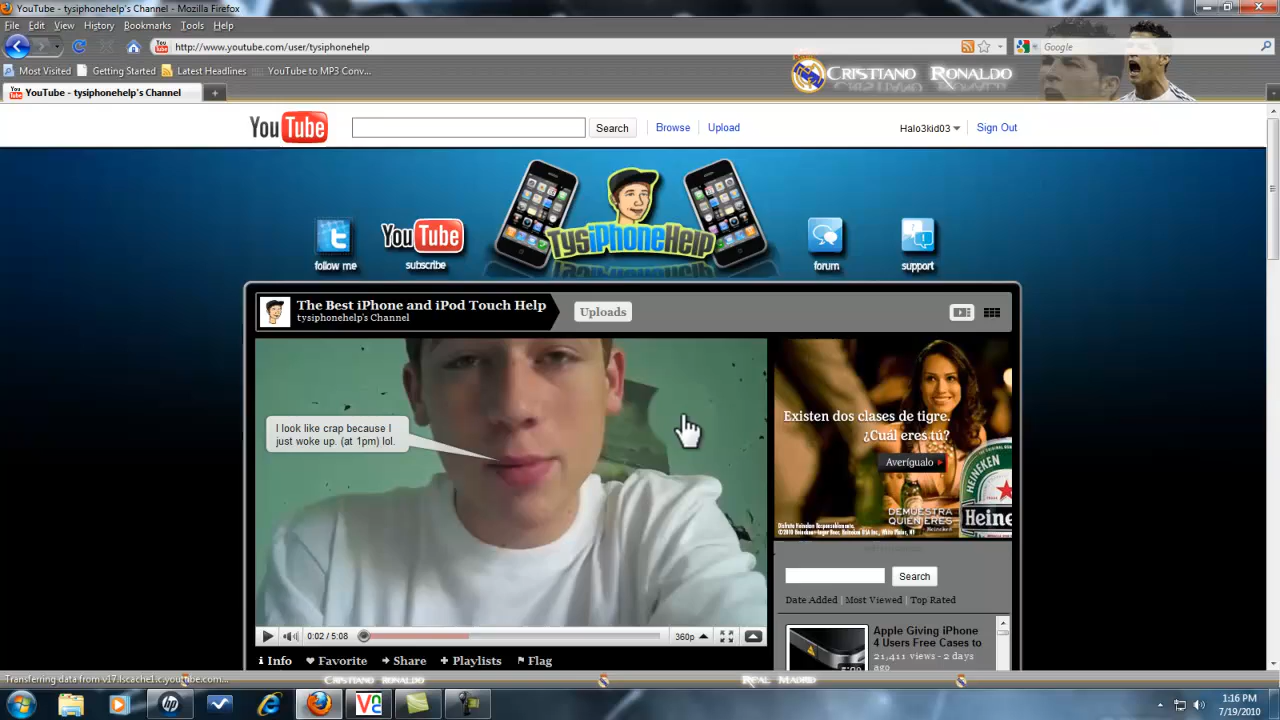 YouTube - tysiphonehelp's Channel - Mozilla Firefox
File Edit View History Bookmarks Tools Help
http://www.youtube.com/user/tysiphonehelp
Google
Most Visited Getting Started Latest Headlines YouTube to MP3 Conv...
CRISTIANO RONALDO
YouTube - tysiphonehelp's Channel
YouTube
Search
Browse
Upload
Halo3kid03
Sign Out
follow me
YouTube
subscribe
TYSiPHONEHELP
forum
support
The Best iPhone and iPod Touch Help
tysiphonehelp's Channel
Uploads
I look like crap because I
just woke up. (at 1pm) lol.
Existen dos clases de tigre.
¿Cuál eres tú?
Averígualo
DEMUESTRA
QUIEN ERES
Heineken
Heine
Search
Date Added | Most Viewed | Top Rated
Apple Giving iPhone
4 Users Free Cases to
21,411 views - 2 days
ago
0:02 / 5:08
360p
Info Favorite Share Playlists Flag
Transferring data from v17.lscache1.c.youtube.com...
CRISTIANO RONALDO
REAL MADRID
hp
1:16 PM
7/19/2010